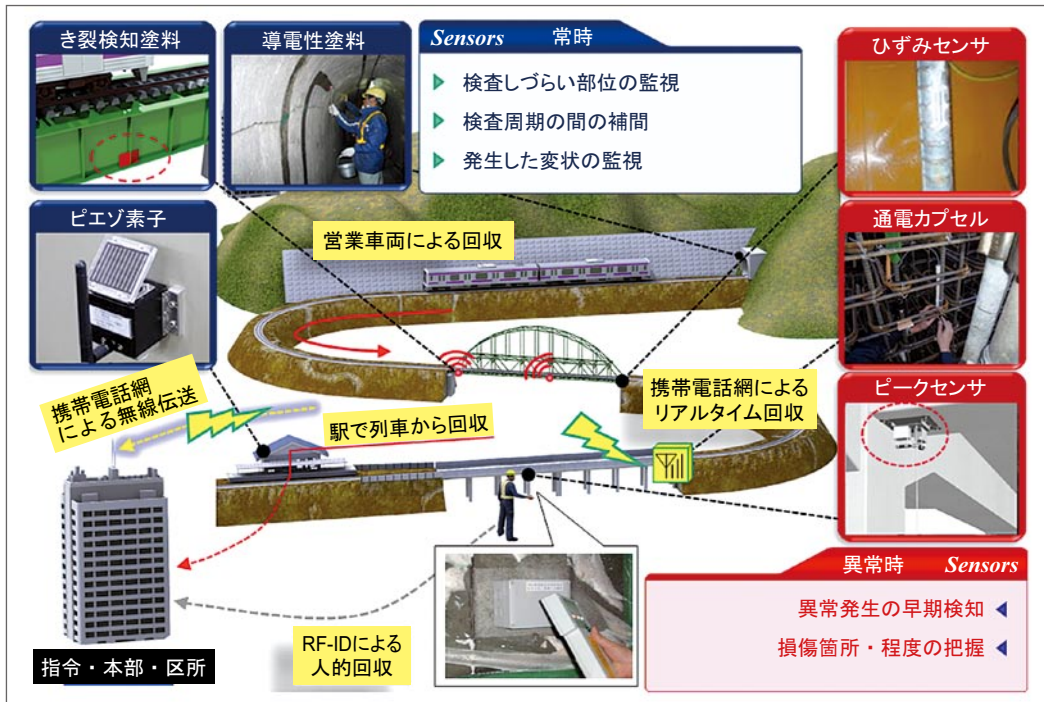 き裂検知塗料
導電性塗料
Sensors 常時
検査しづらい部位の監視
検査周期の間の補間
発生した変状の監視
ひずみセンサ
ピエゾ素子
通電カプセル
営業車両による回収
携帯電話網
による無線伝送
駅で列車から回収
携帯電話網による
リアルタイム回収
ピークセンサ
異常時 Sensors
異常発生の早期検知
損傷箇所・程度の把握
RF-IDによる
人的回収
指令・本部・区所